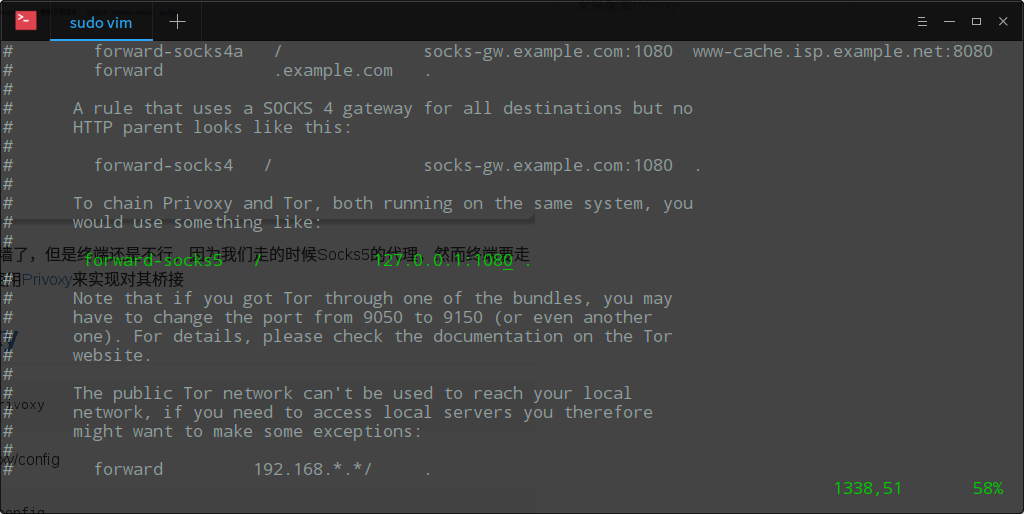 sudo vim
# forward-socks4a / socks-gw.example.com:1080 www-cache.isp.example.net:8080
# forward .example.com .
#
# A rule that uses a SOCKS 4 gateway for all destinations but no
# HTTP parent looks like this:
#
# forward-socks4 / socks-gw.example.com:1080 .
#
# To chain Privoxy and Tor, both running on the same system, you
# would use something like:
#
墙了，但是终端还是不行，因为我们走的时候Socks5的代理，然而终端要走
forward-socks5 / 127.0.0.1:1080 .
用Privoxy来实现对其桥接
#
# Note that if you got Tor through one of the bundles, you may
# have to change the port from 9050 to 9150 (or even another
# one). For details, please check the documentation on the Tor
# website.
#
# The public Tor network can't be used to reach your local
rivoxy
# network, if you need to access local servers you therefore
# might want to make some exceptions:
#
xy/config
# forward 192.168.*.*/ .
1338,51 58%
config